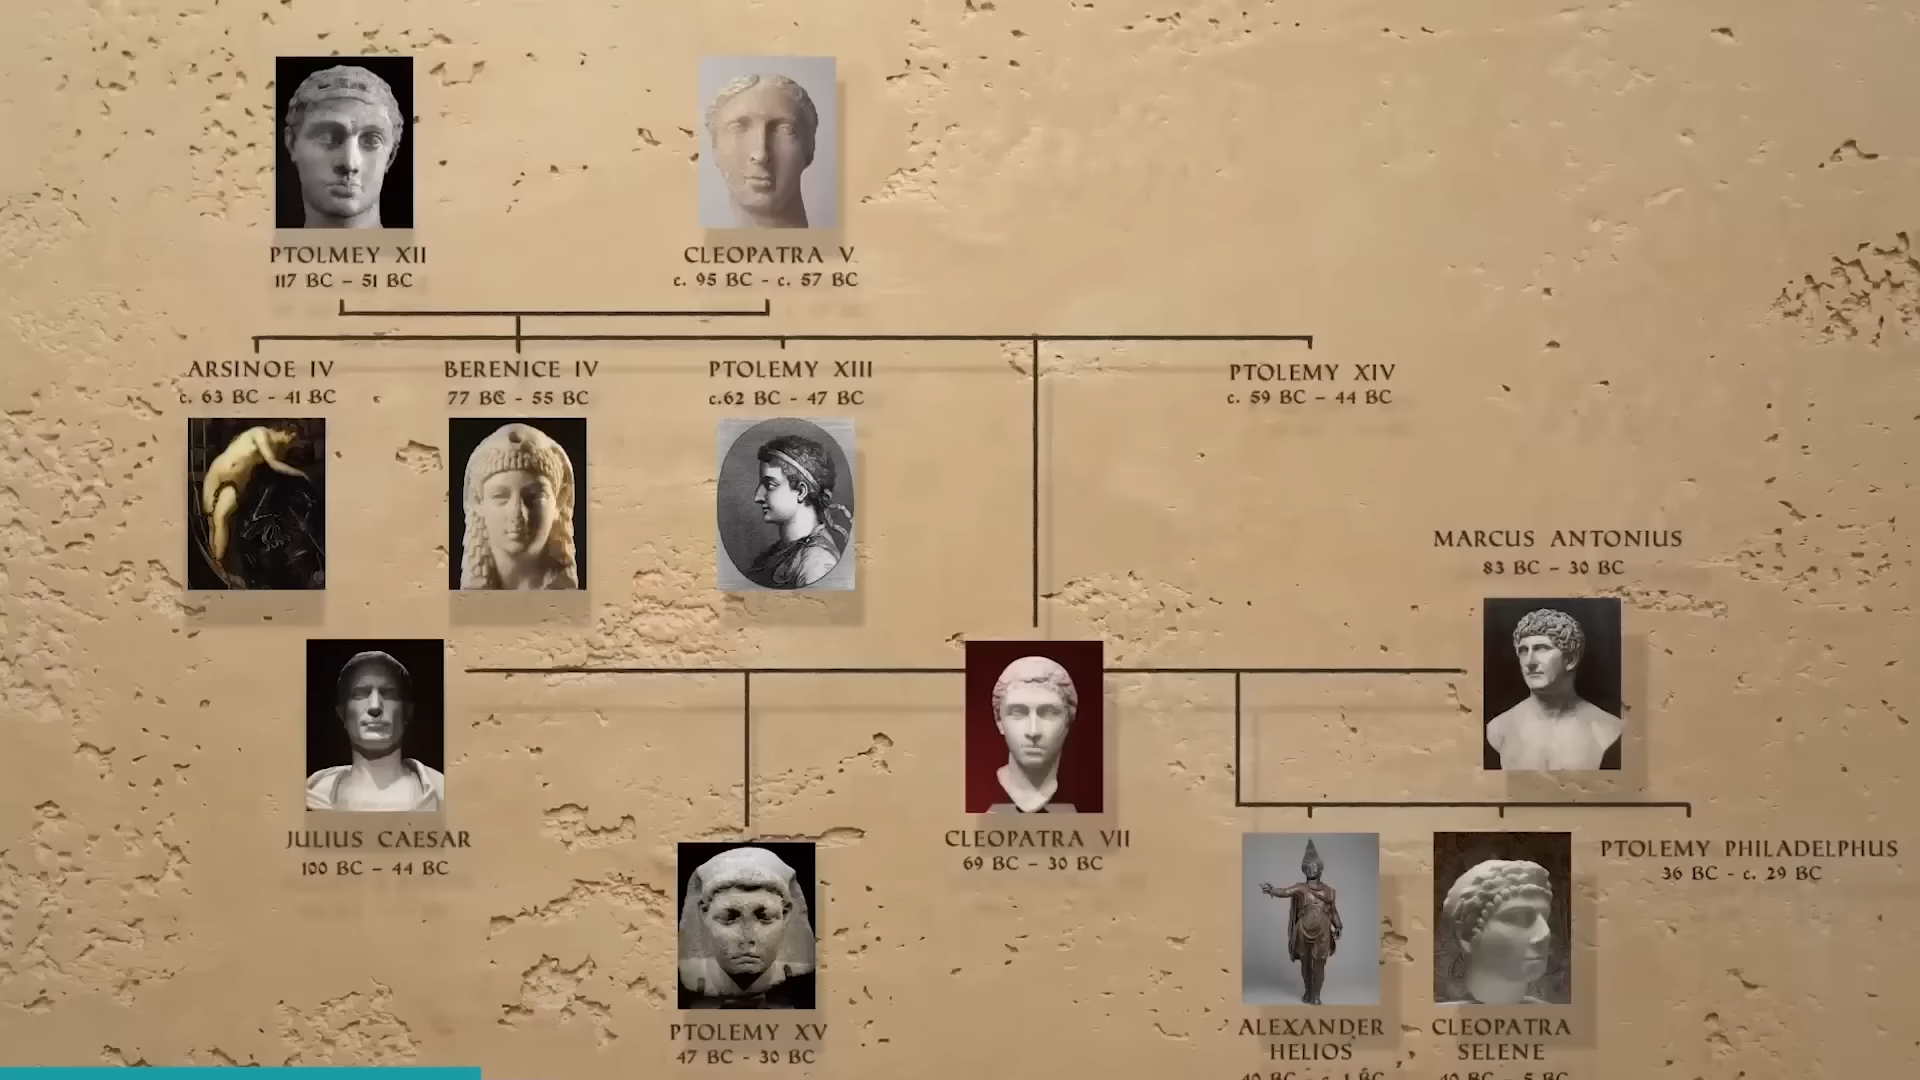 PTOLMEY XII
117 BC – 51 BC
CLEOPATRA V.
c. 95 BC - c. 57 BC
ARSINOE IV
c. 63 BC - 41 BC
BERENICE IV
77 BC - 55 BC
PTOLEMY XIII
c.62 BC - 47 BC
PTOLEMY XIV
c. 59 BC – 44 BC
MARCUS ANTONIUS
83 BC – 30 BC
JULIUS CAESAR
100 BC – 44 BC
CLEOPATRA VII
69 BC – 30 BC
PTOLEMY PHILADELPHUS
36 BC - c. 29 BC
PTOLEMY XV
47 BC - 30 BC
ALEXANDER
HELIOS
CLEOPATRA
SELENE